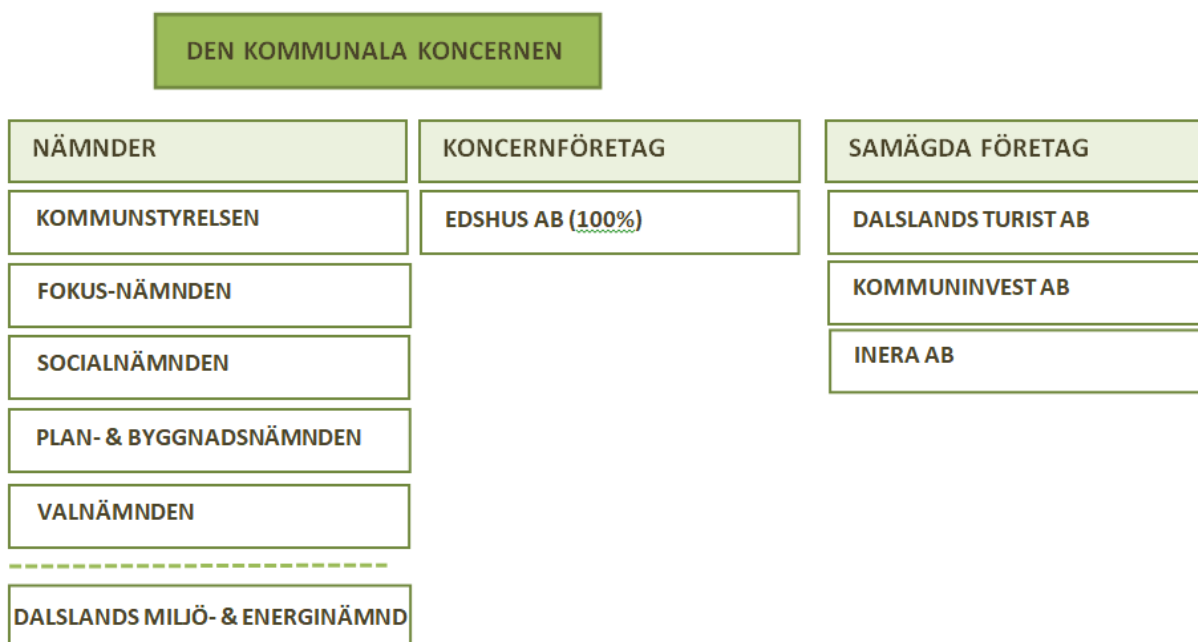 DEN KOMMUNALA KONCERNEN
NÄMNDER
KOMMUNSTYRELSEN
FOKUS-NÄMNDEN
SOCIALNÄMNDEN
PLAN- & BYGGNADSNÄMNDEN
VALNÄMNDEN
DALSLANDS MILJÖ- & ENERGINÄMND
KONCERNFÖRETAG
EDSHUS AB (100%)
SAMÄGDA FÖRETAG
DALSLANDS TURIST AB
KOMMUNINVEST AB
INERA AB